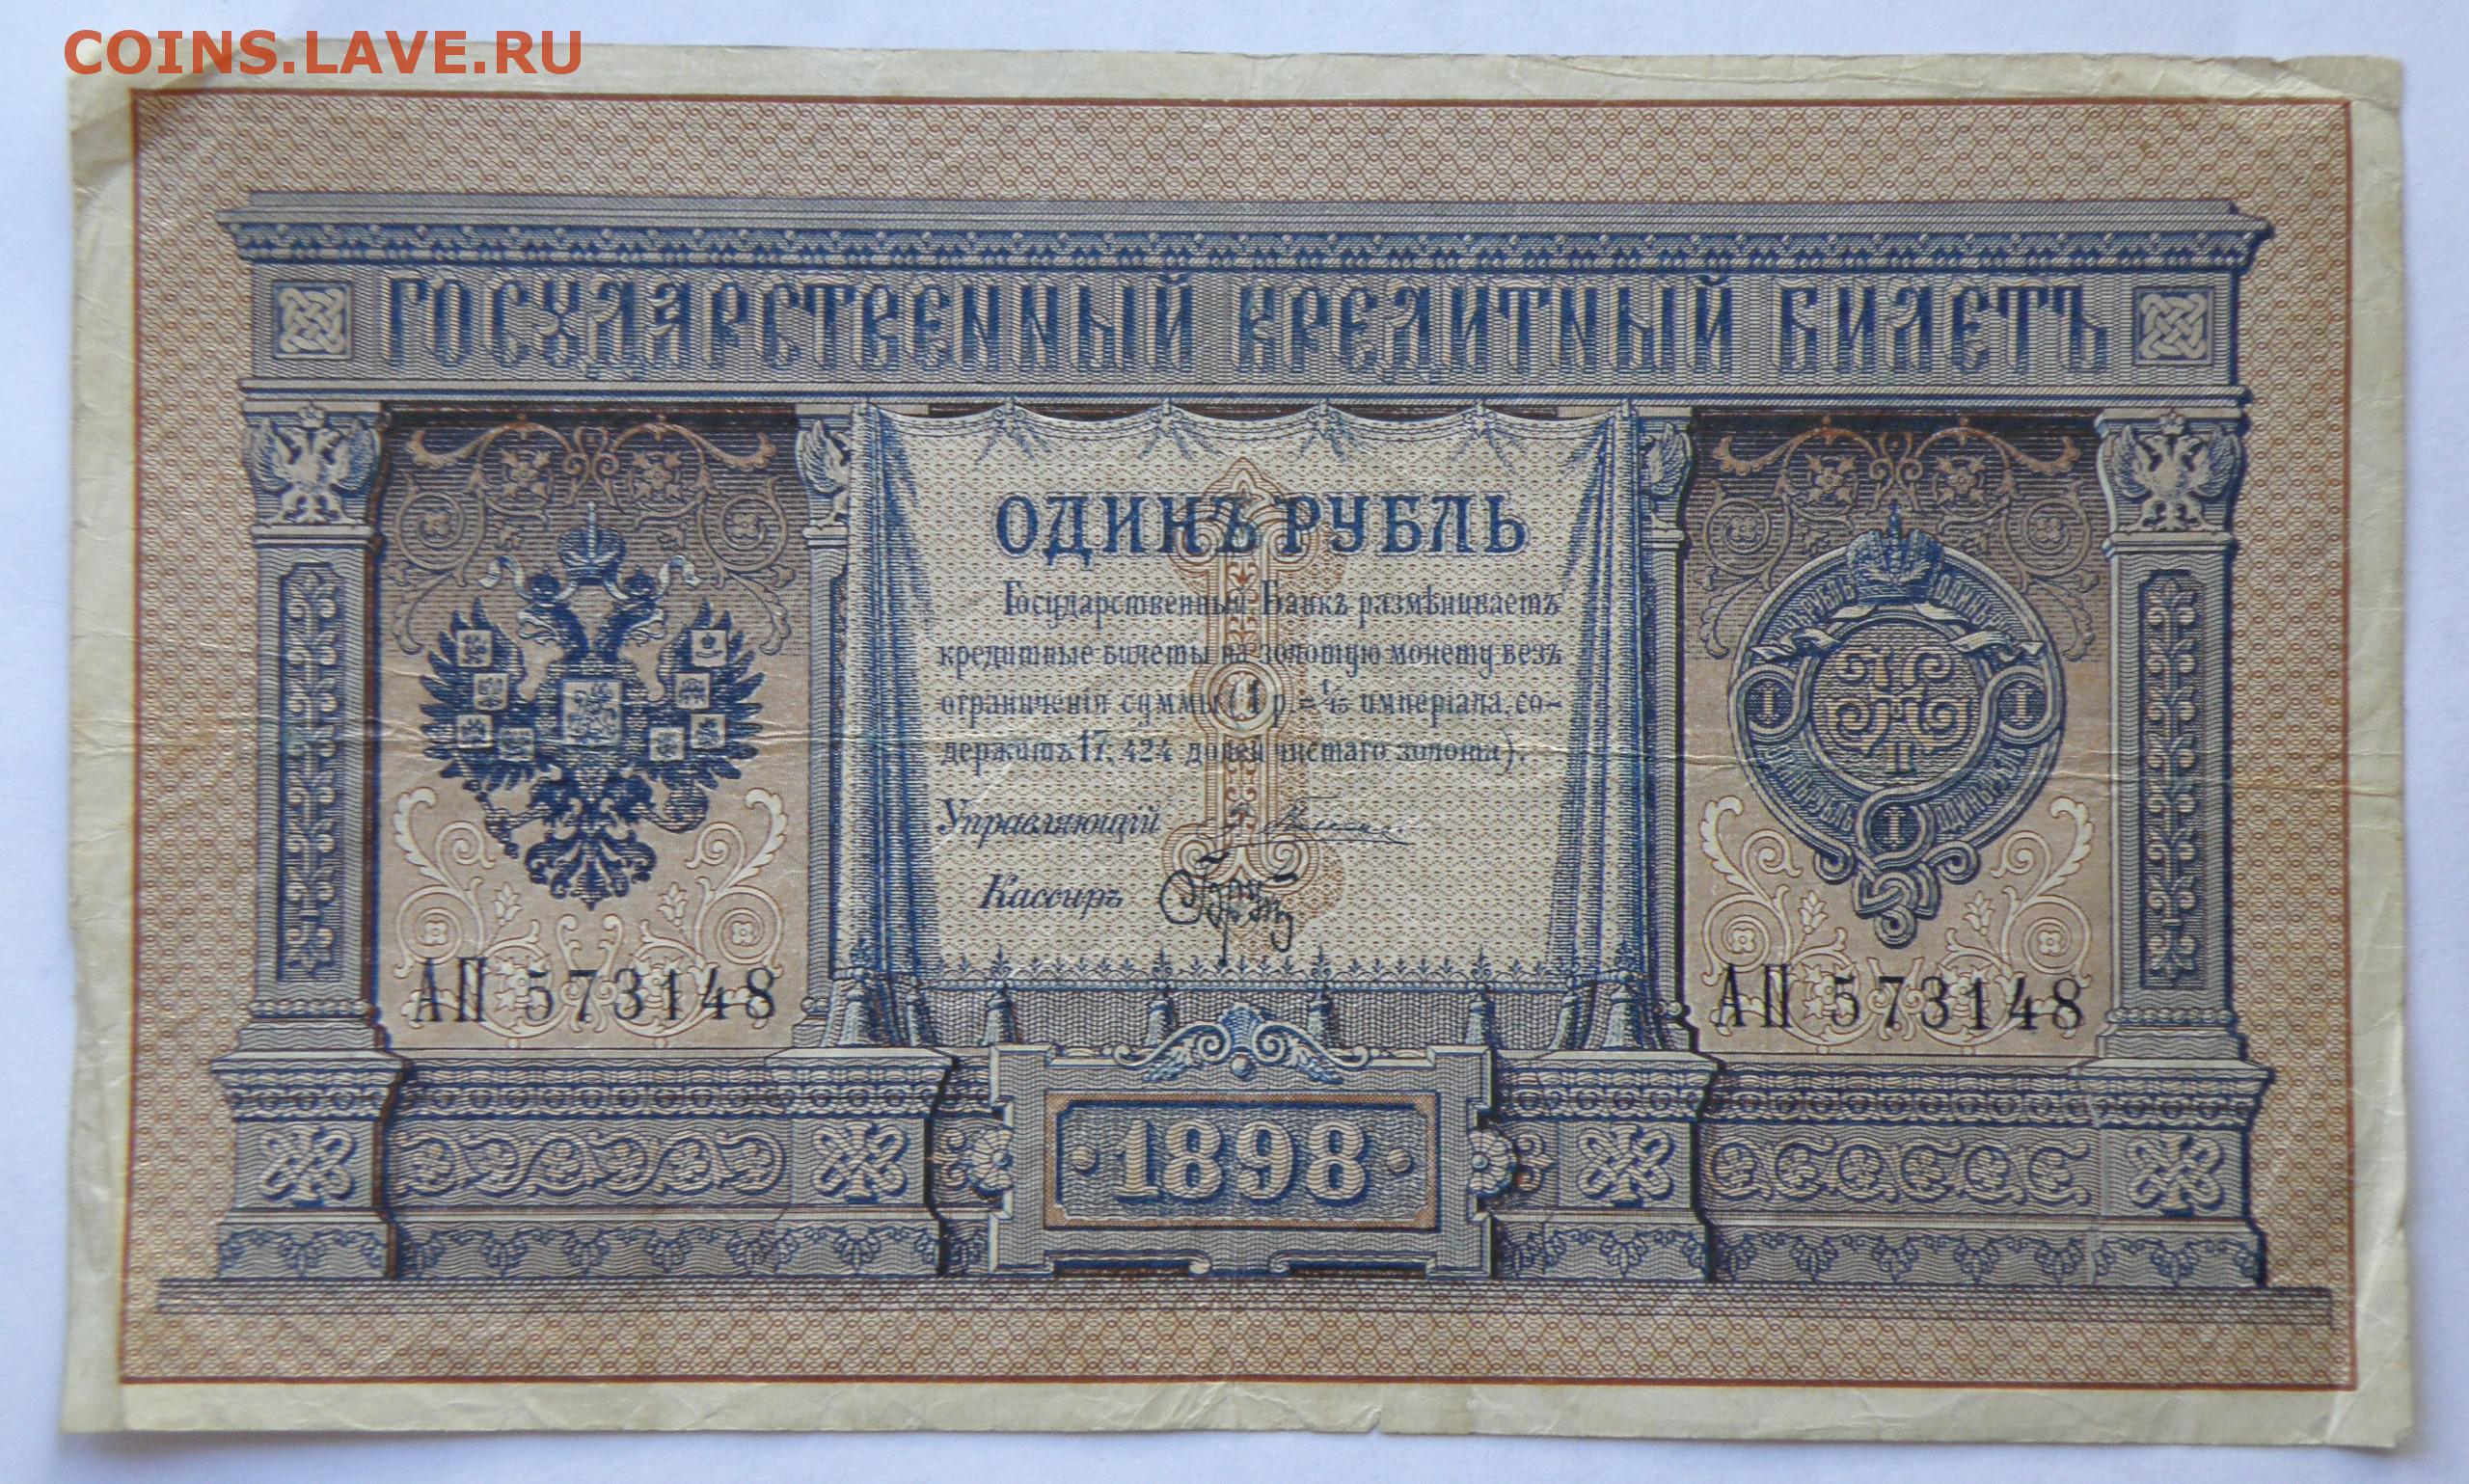 COINS.LAVE.RU
ГОСУДАРСТВЕННЫЙ КРЕДИТНЫЙ БИЛЕТЪ
ОДИНЪ РУБЛЬ
Государственный Банкъ размѣниваетъ
кредитные билеты на золотую монету безъ
ограниченія суммы (1 р. = 1/15 имперіала, со-
держитъ 17,424 долей чистаго золота).
Управляющій
Кассиръ
АП 573148
АП 573148
1898